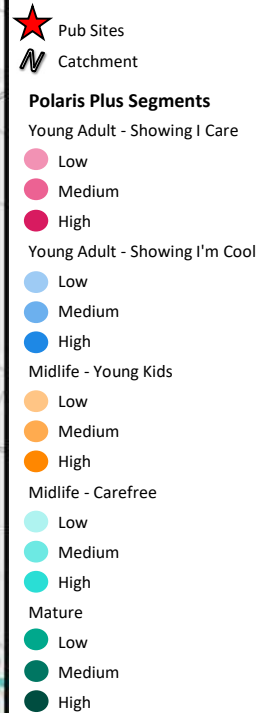 Pub Sites
Catchment
Polaris Plus Segments
Young Adult - Showing I Care
Low
Medium
High
Young Adult - Showing I'm Cool
Low
Medium
High
Midlife - Young Kids
Low
Medium
High
Midlife - Carefree
Low
Medium
High
Mature
Low
Medium
High